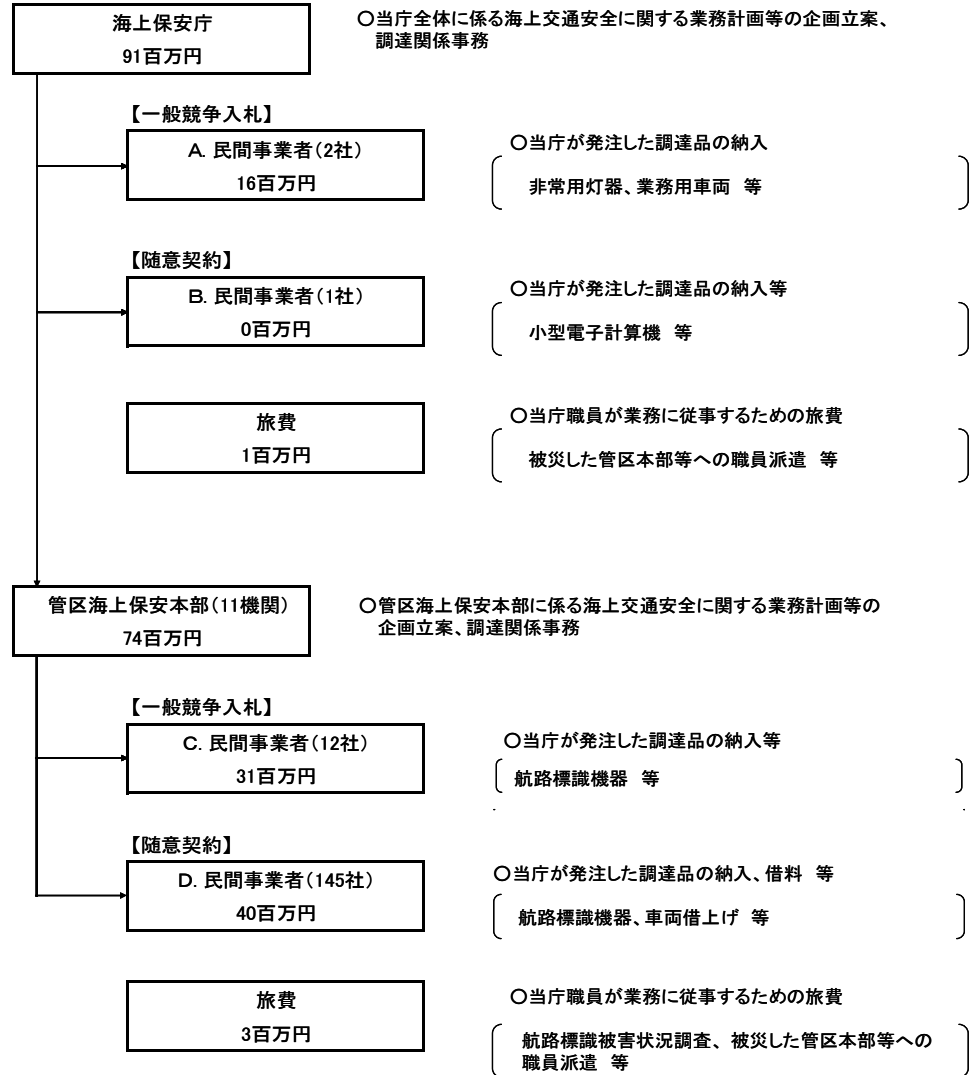 海上保安庁
91百万円
○当庁全体に係る海上交通安全に関する業務計画等の企画立案、
調達関係事務
【一般競争入札】
A. 民間事業者（2社）
16百万円
○当庁が発注した調達品の納入
非常用灯器、業務用車両 等
【随意契約】
B. 民間事業者（1社）
0百万円
○当庁が発注した調達品の納入等
小型電子計算機 等
旅費
1百万円
○当庁職員が業務に従事するための旅費
被災した管区本部等への職員派遣 等
管区海上保安本部（11機関）
74百万円
○管区海上保安本部に係る海上交通安全に関する業務計画等の
企画立案、調達関係事務
【一般競争入札】
C. 民間事業者（12社）
31百万円
○当庁が発注した調達品の納入等
航路標識機器 等
【随意契約】
D. 民間事業者（145社）
40百万円
○当庁が発注した調達品の納入、借料 等
航路標識機器、車両借上げ 等
旅費
3百万円
○当庁職員が業務に従事するための旅費
航路標識被害状況調査、被災した管区本部等への
職員派遣 等